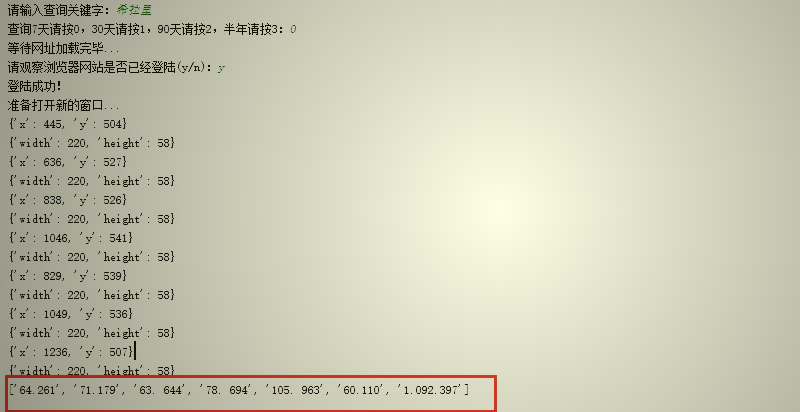 请输入查询关键字：希拉里
查询7天请按0，30天请按1，90天请按2，半年请按3：0
等待网址加载完毕...
请观察浏览器网站是否已经登陆(y/n)：y
登陆成功!
准备打开新的窗口...
{'x': 445, 'y': 504}
{'width': 220, 'height': 58}
{'x': 636, 'y': 527}
{'width': 220, 'height': 58}
{'x': 838, 'y': 526}
{'width': 220, 'height': 58}
{'x': 1046, 'y': 541}
{'width': 220, 'height': 58}
{'x': 829, 'y': 539}
{'width': 220, 'height': 58}
{'x': 1049, 'y': 536}
{'width': 220, 'height': 58}
{'x': 1236, 'y': 507}
{'width': 220, 'height': 58}
['64.261', '71.179', '63. 644', '78. 694', '105. 963', '60.110', '1.092.397']